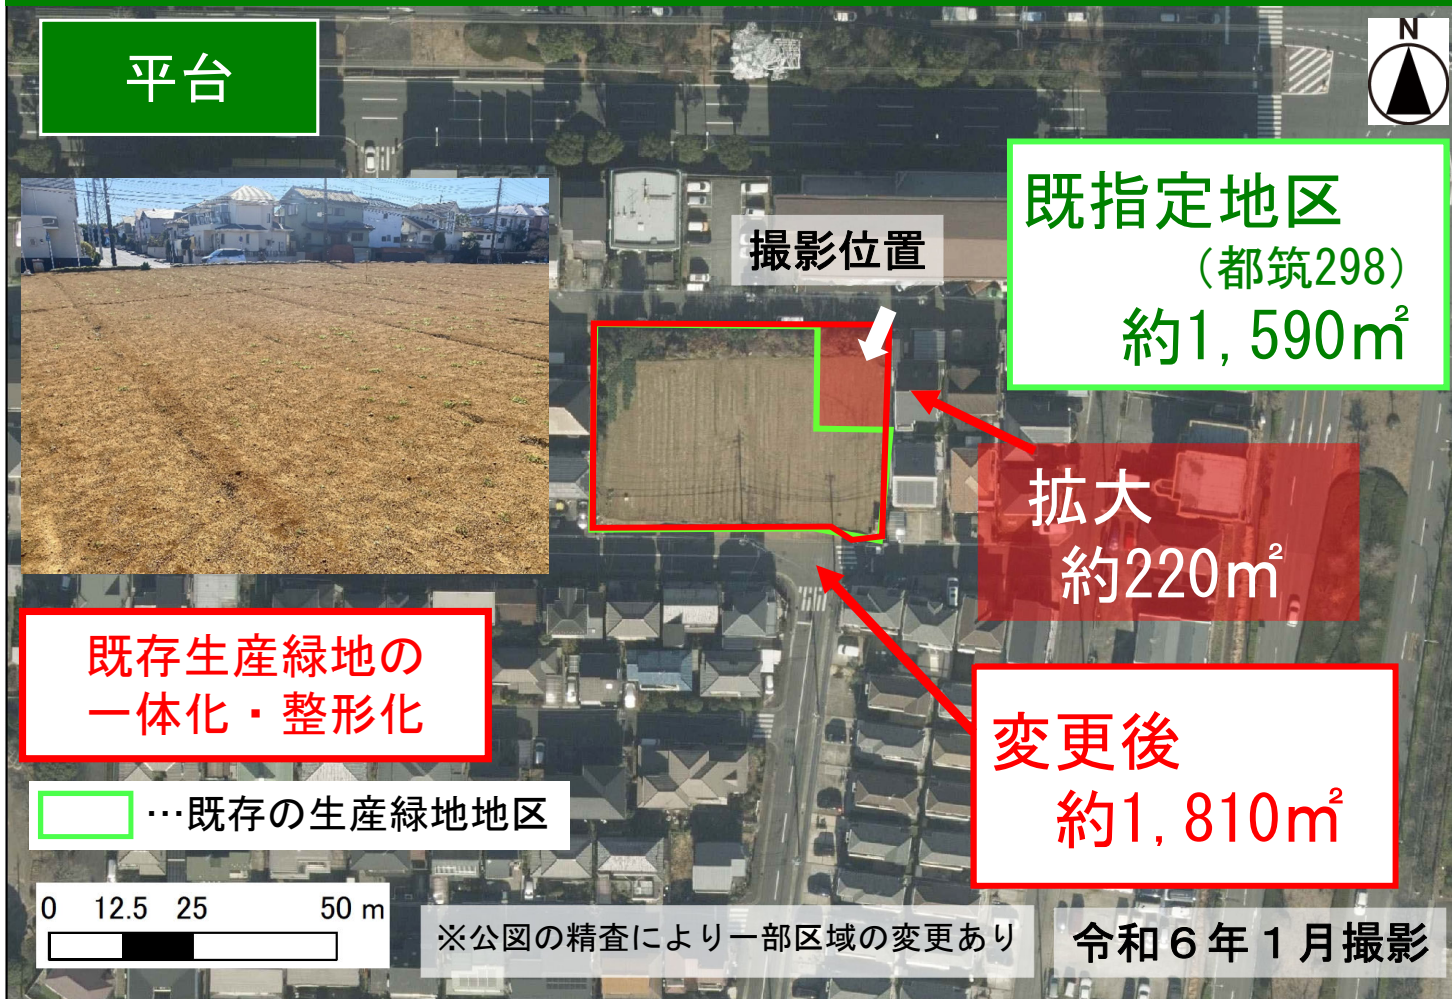 平台
N
既指定地区
（都筑298）
約1,590㎡
撮影位置
拡大
約220㎡
既存生産緑地の
一体化・整形化
変更後
約1,810㎡
…既存の生産緑地地区
0 12.5 25 50 m
※公図の精査により一部区域の変更あり
令和６年１月撮影